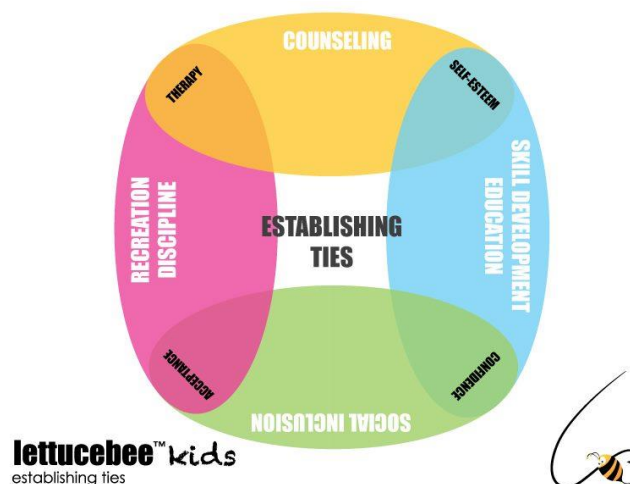 COUNSELING
THERAPY
SELF-ESTEEM
RECREATION
DISCIPLINE
ESTABLISHING
TIES
SKILL DEVELOPMENT
EDUCATION
ACCEPTANCE
CONFIDENCE
SOCIAL INCLUSION
lettucebee™ kids
establishing ties